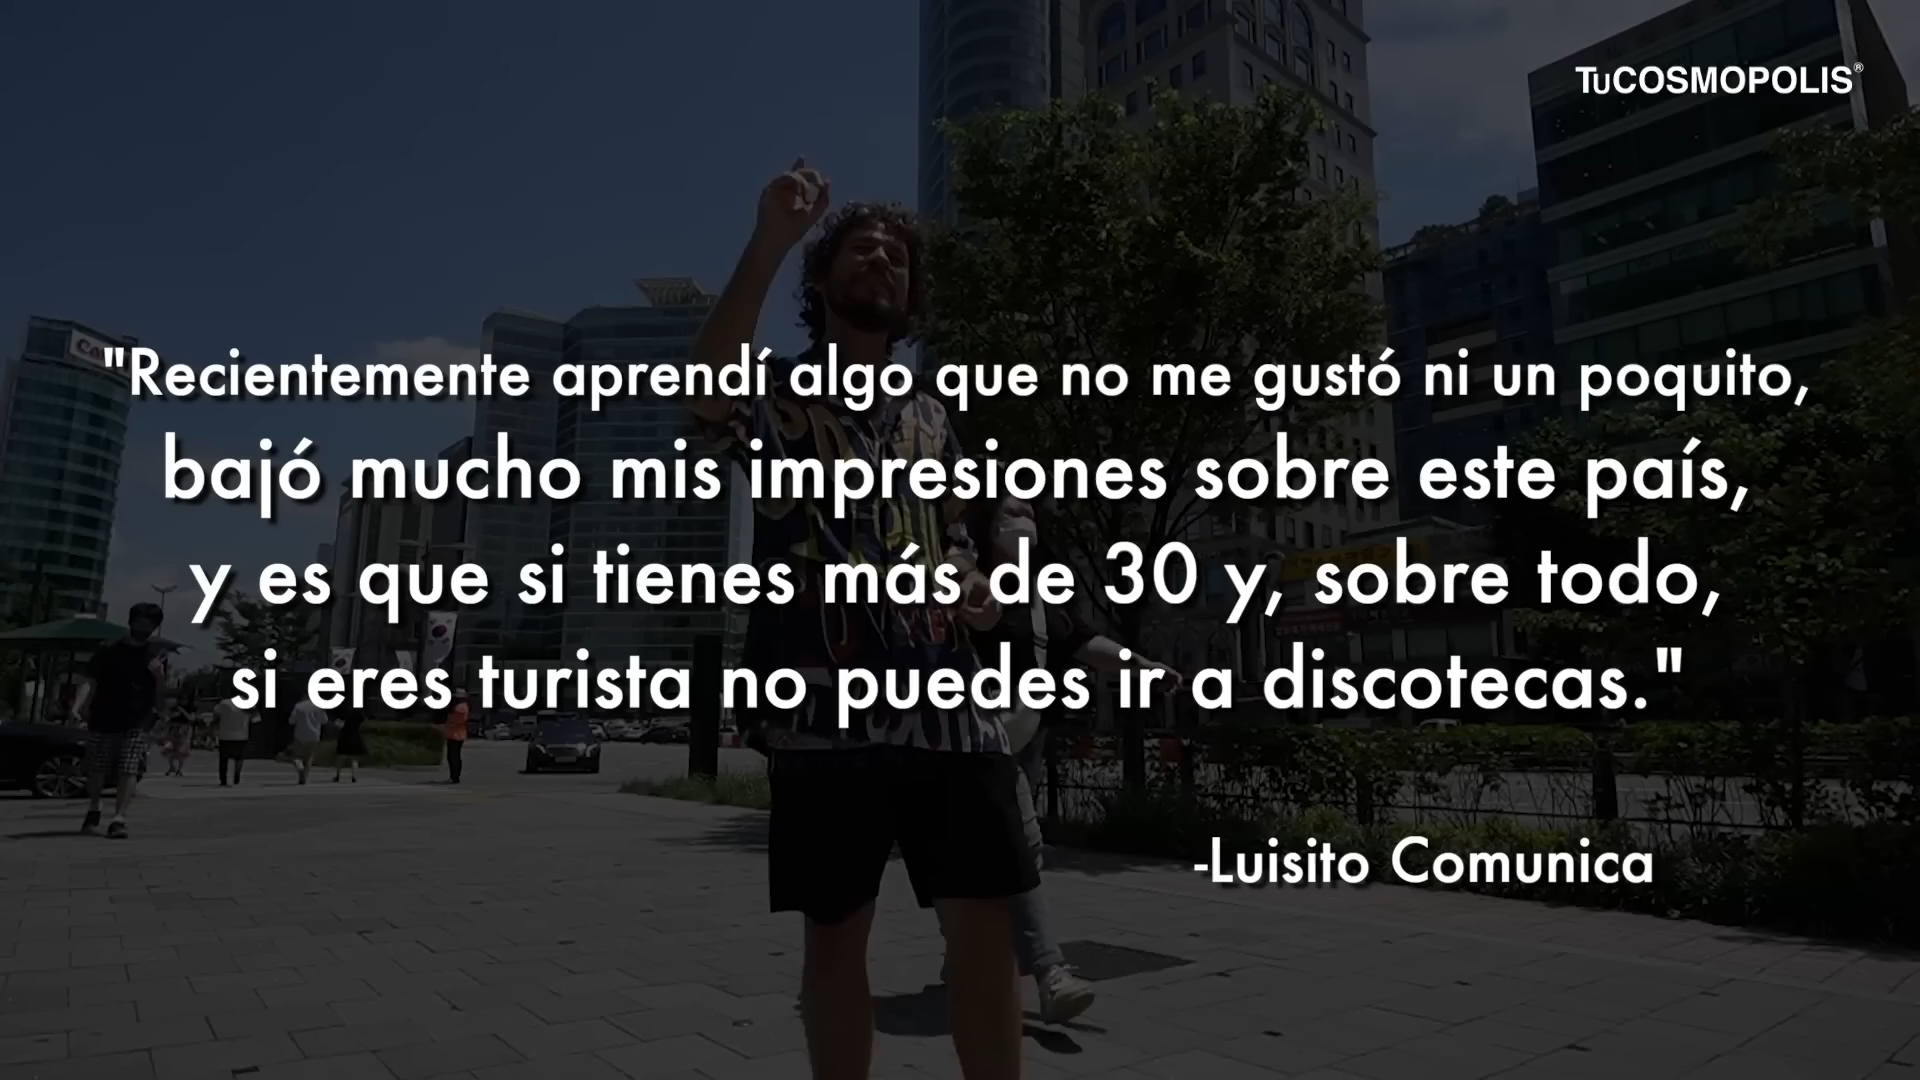 TuCOSMOPOLIS®
"Recientemente aprendí algo que no me gustó ni un poquito,
bajó mucho mis impresiones sobre este país,
y es que si tienes más de 30 y, sobre todo,
si eres turista no puedes ir a discotecas."
-Luisito Comunica